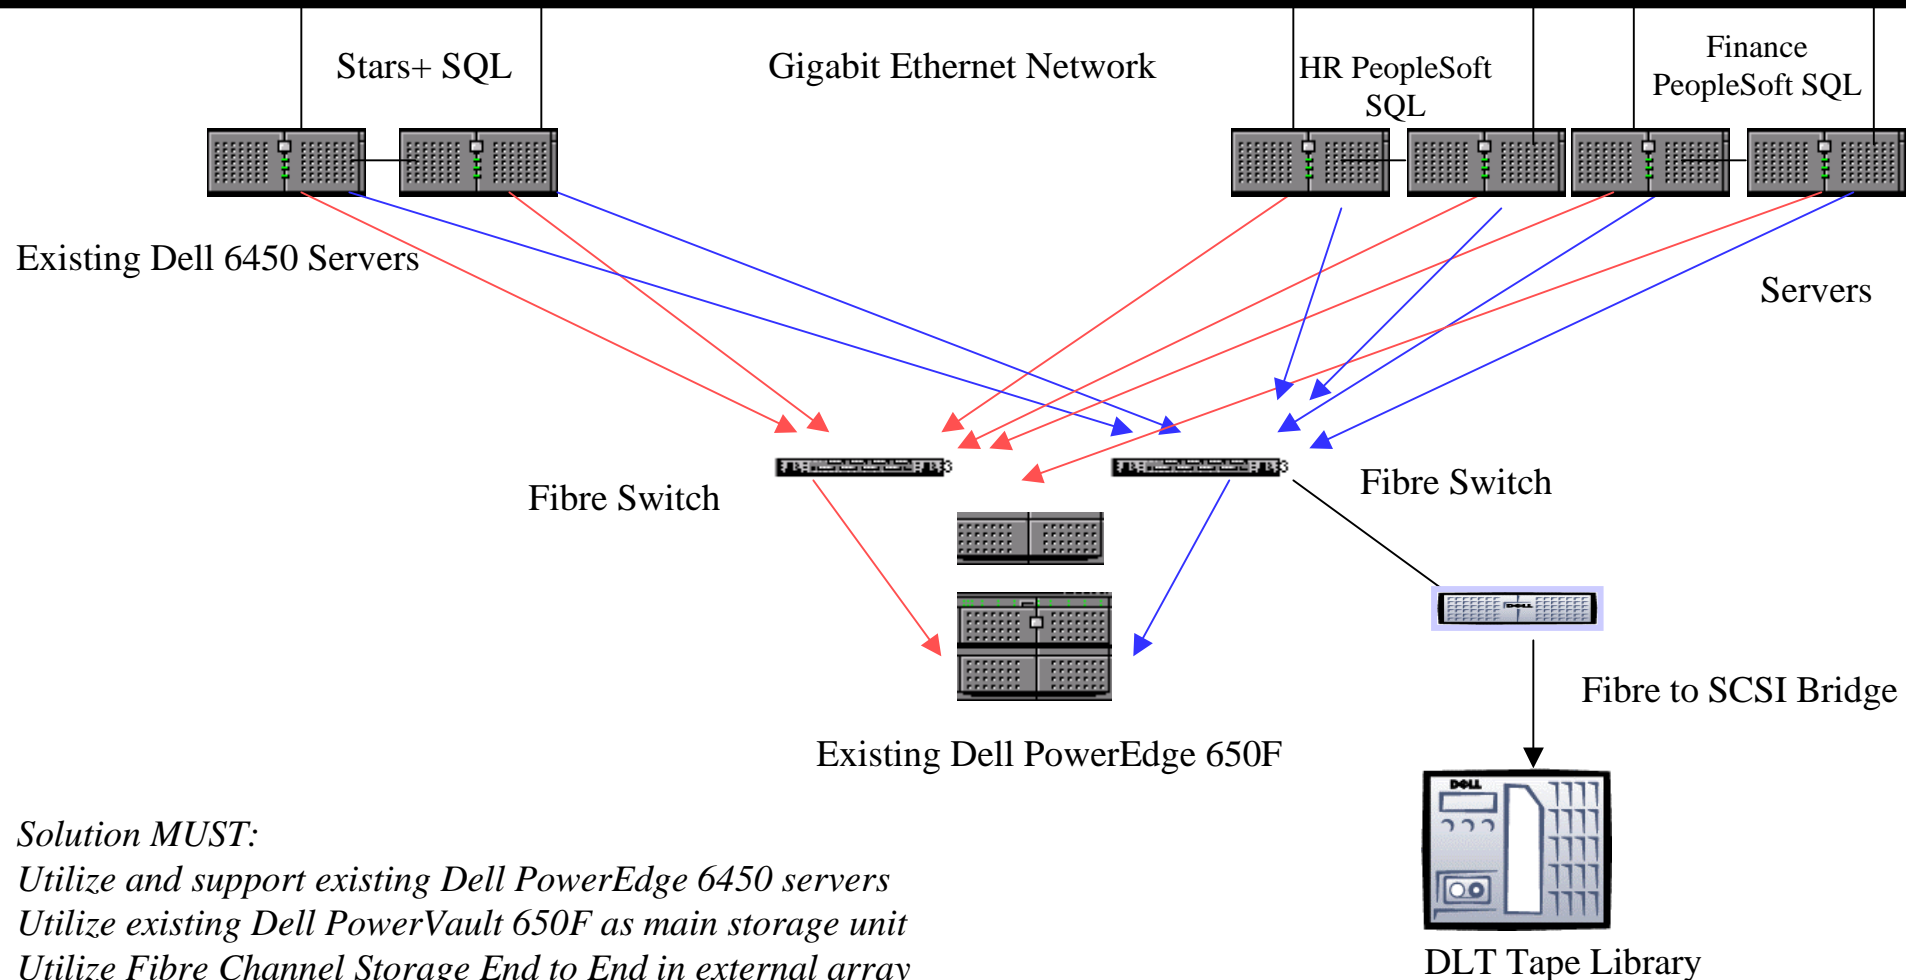 Stars+ SQL
Gigabit Ethernet Network
HR PeopleSoft
SQL
Finance
PeopleSoft SQL
Existing Dell 6450 Servers
Servers
Fibre Switch
Fibre Switch
DELL
Fibre to SCSI Bridge
Existing Dell PowerEdge 650F
DELL
DLT Tape Library
Solution MUST:
Utilize and support existing Dell PowerEdge 6450 servers
Utilize existing Dell PowerVault 650F as main storage unit
Utilize Fibre Channel Storage End to End in external array